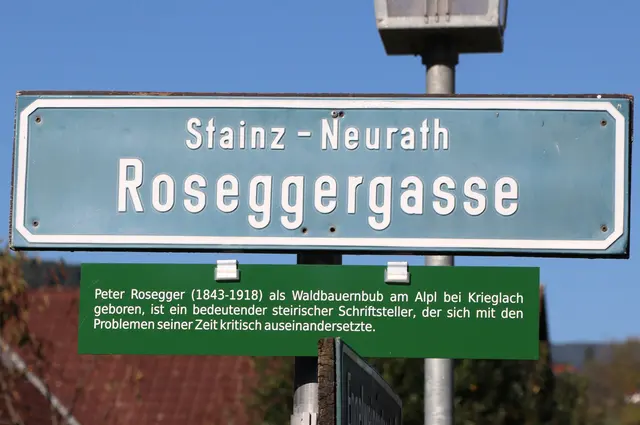 Stainz - Neurath
Roseggergasse
Peter Rosegger (1843-1918) als Waldbauernbub am Alpl bei Krieglach
geboren, ist ein bedeutender steirischer Schriftsteller, der sich mit den
Problemen seiner Zeit kritisch auseinandersetzte.